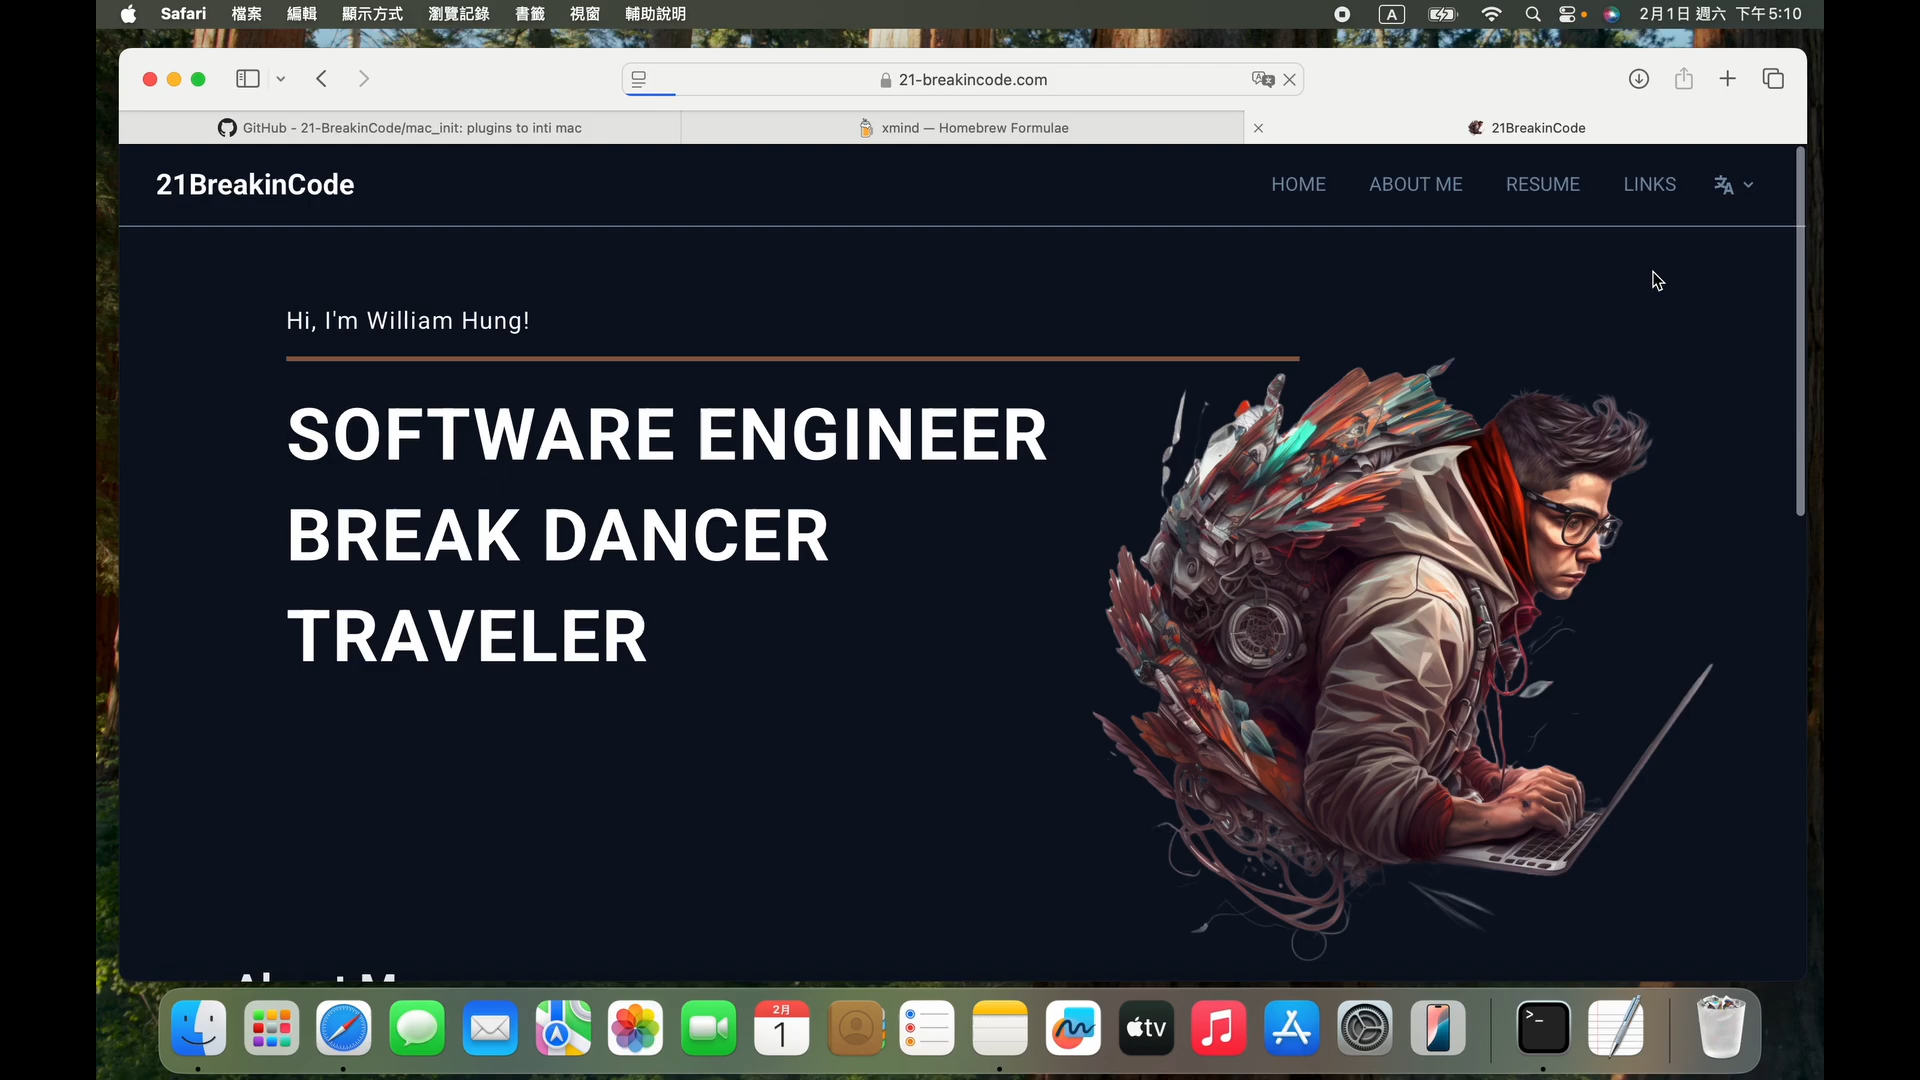 Safari 檔案 編輯 顯示方式 瀏覽記錄 書籤 視窗 輔助說明 A 2月1日 週六 下午5:10
21-breakincode.com
GitHub - 21-BreakinCode/mac_init: plugins to inti mac
xmind — Homebrew Formulae
21BreakinCode
21BreakinCode
HOME ABOUT ME RESUME LINKS
Hi, I'm William Hung!
SOFTWARE ENGINEER
BREAK DANCER
TRAVELER
2月
1
tv